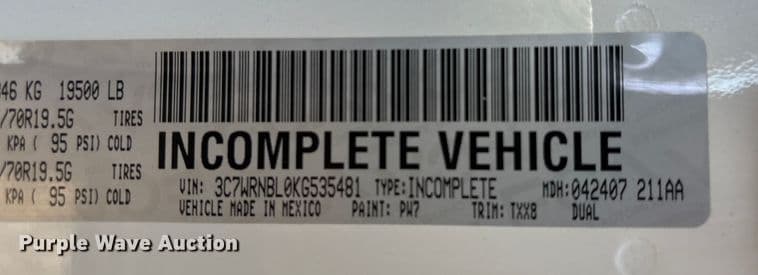 046 KG 19500 LB
/70R19.5G TIRES
KPA ( 95 PSI) COLD
/70R19.5G TIRES
KPA ( 95 PSI) COLD
INCOMPLETE VEHICLE
VIN: 3C7WRNBL0KG535481 TYPE:INCOMPLETE MDH:042407 211AA
VEHICLE MADE IN MEXICO PAINT: PW7 TRIM: TXX8 DUAL
Purple Wave Auction